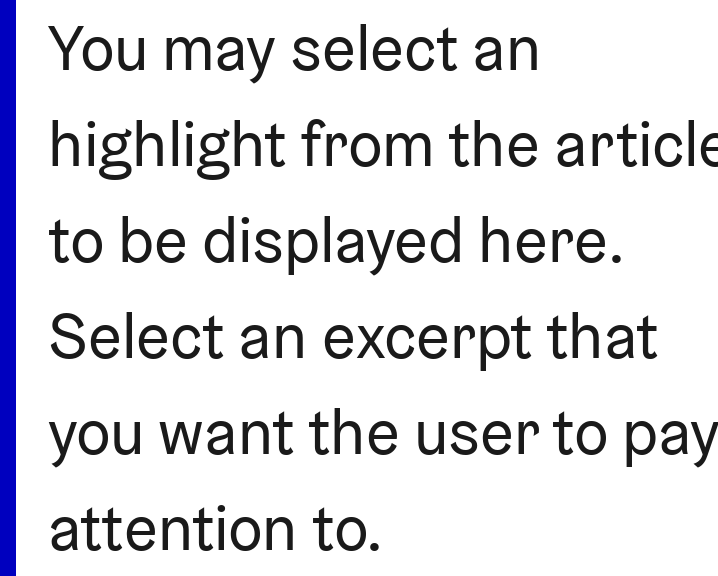 You may select an
highlight from the article
to be displayed here.
Select an excerpt that
you want the user to pay
attention to.